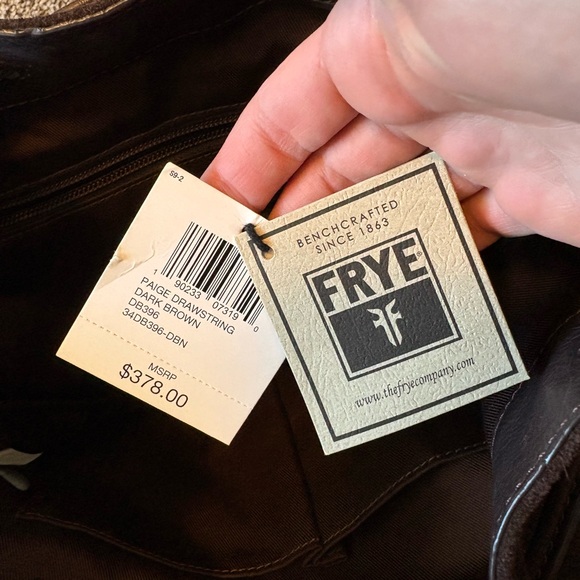 59-2
1 90233 07319 0
PAIGE DRAWSTRING
DARK BROWN
DB396
34DB396-DBN
MSRP
$378.00
BENCHCRAFTED
SINCE 1863
FRYE
www.thefryecompany.com